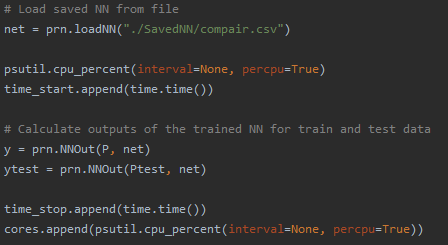 # Load saved NN from file
net = prn.loadNN("./SavedNN/compair.csv")
psutil.cpu_percent(interval=None, percpu=True)
time_start.append(time.time())
# Calculate outputs of the trained NN for train and test data
y = prn.NNOut(P, net)
ytest = prn.NNOut(Ptest, net)
time_stop.append(time.time())
cores.append(psutil.cpu_percent(interval=None, percpu=True))